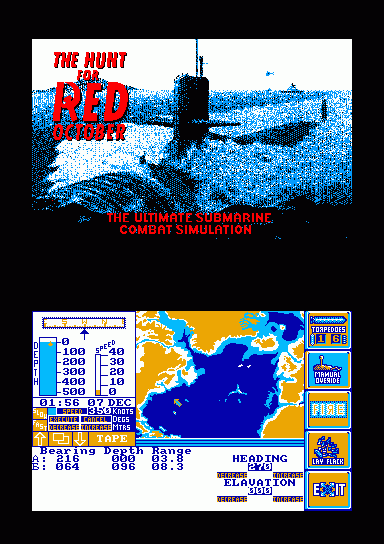 THE HUNT
FOR
RED
OCTOBER
THE ULTIMATE SUBMARINE
COMBAT SIMULATION
DEPTH
0
100
200
300
400
500
SPEED
40
30
20
10
0
01:56 07 DEC
SPEED 350 KNOTS
EXECUTE CANCEL DEGS
DECREASE INCREASE MTRS
TAPE
Bearing Depth Range
A: 216 000 03.8
B: 064 096 08.3
HEADING
270
DECREASE INCREASE
ELAVATION
000
DECREASE INCREASE
TORPEDOES
16
MANUAL
OVERIDE
LAY FLACK
EXIT